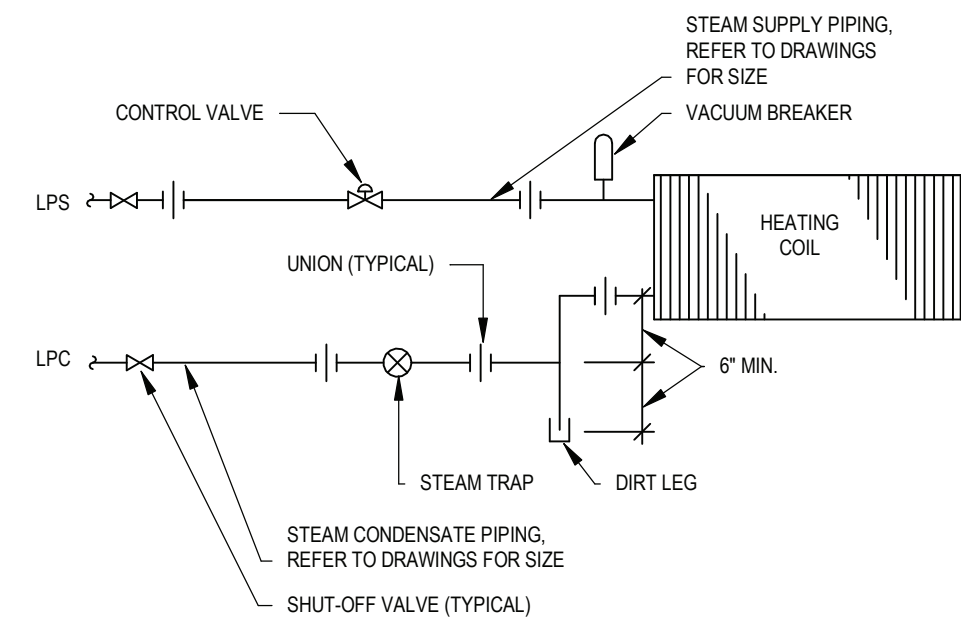 STEAM SUPPLY PIPING,
REFER TO DRAWINGS
FOR SIZE
CONTROL VALVE
VACUUM BREAKER
LPS
HEATING
COIL
UNION (TYPICAL)
LPC
6" MIN.
STEAM TRAP
DIRT LEG
STEAM CONDENSATE PIPING,
REFER TO DRAWINGS FOR SIZE
SHUT-OFF VALVE (TYPICAL)